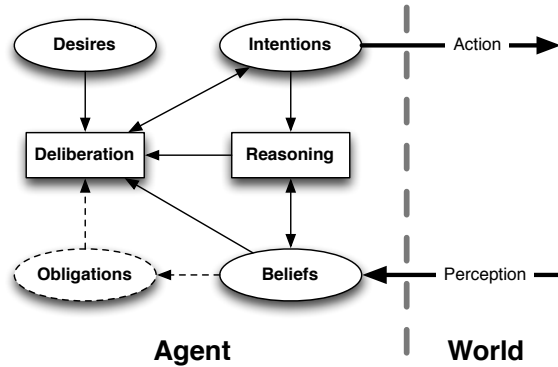 Desires
Intentions
Action
Deliberation
Reasoning
Obligations
Beliefs
Perception
Agent
World